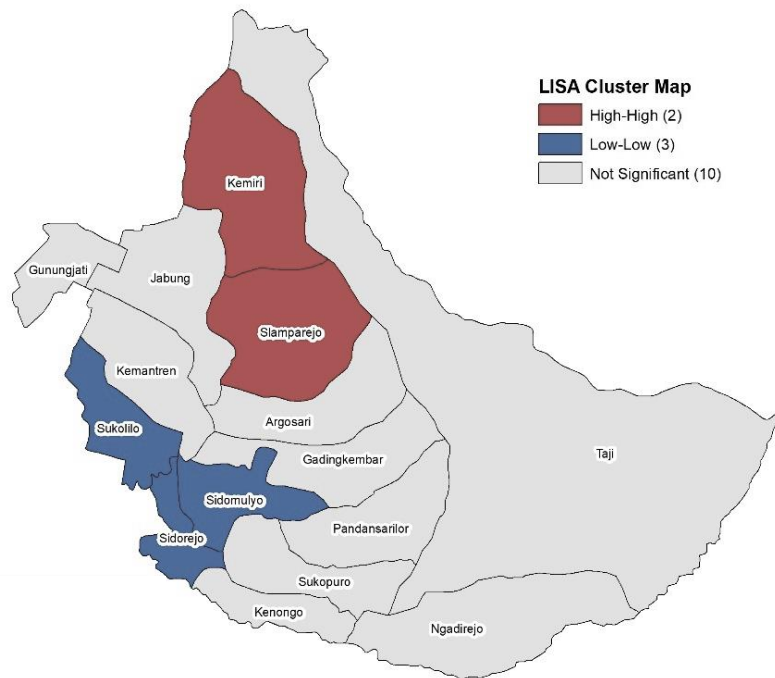 LISA Cluster Map
High-High (2)
Low-Low (3)
Not Significant (10)
Kemiri
Gunungjati
Jabung
Slamparejo
Kemantren
Argosari
Sukolilo
Gadingkembar
Taji
Sidomulyo
Pandansarilor
Sidorejo
Sukopuro
Kenongo
Ngadirejo